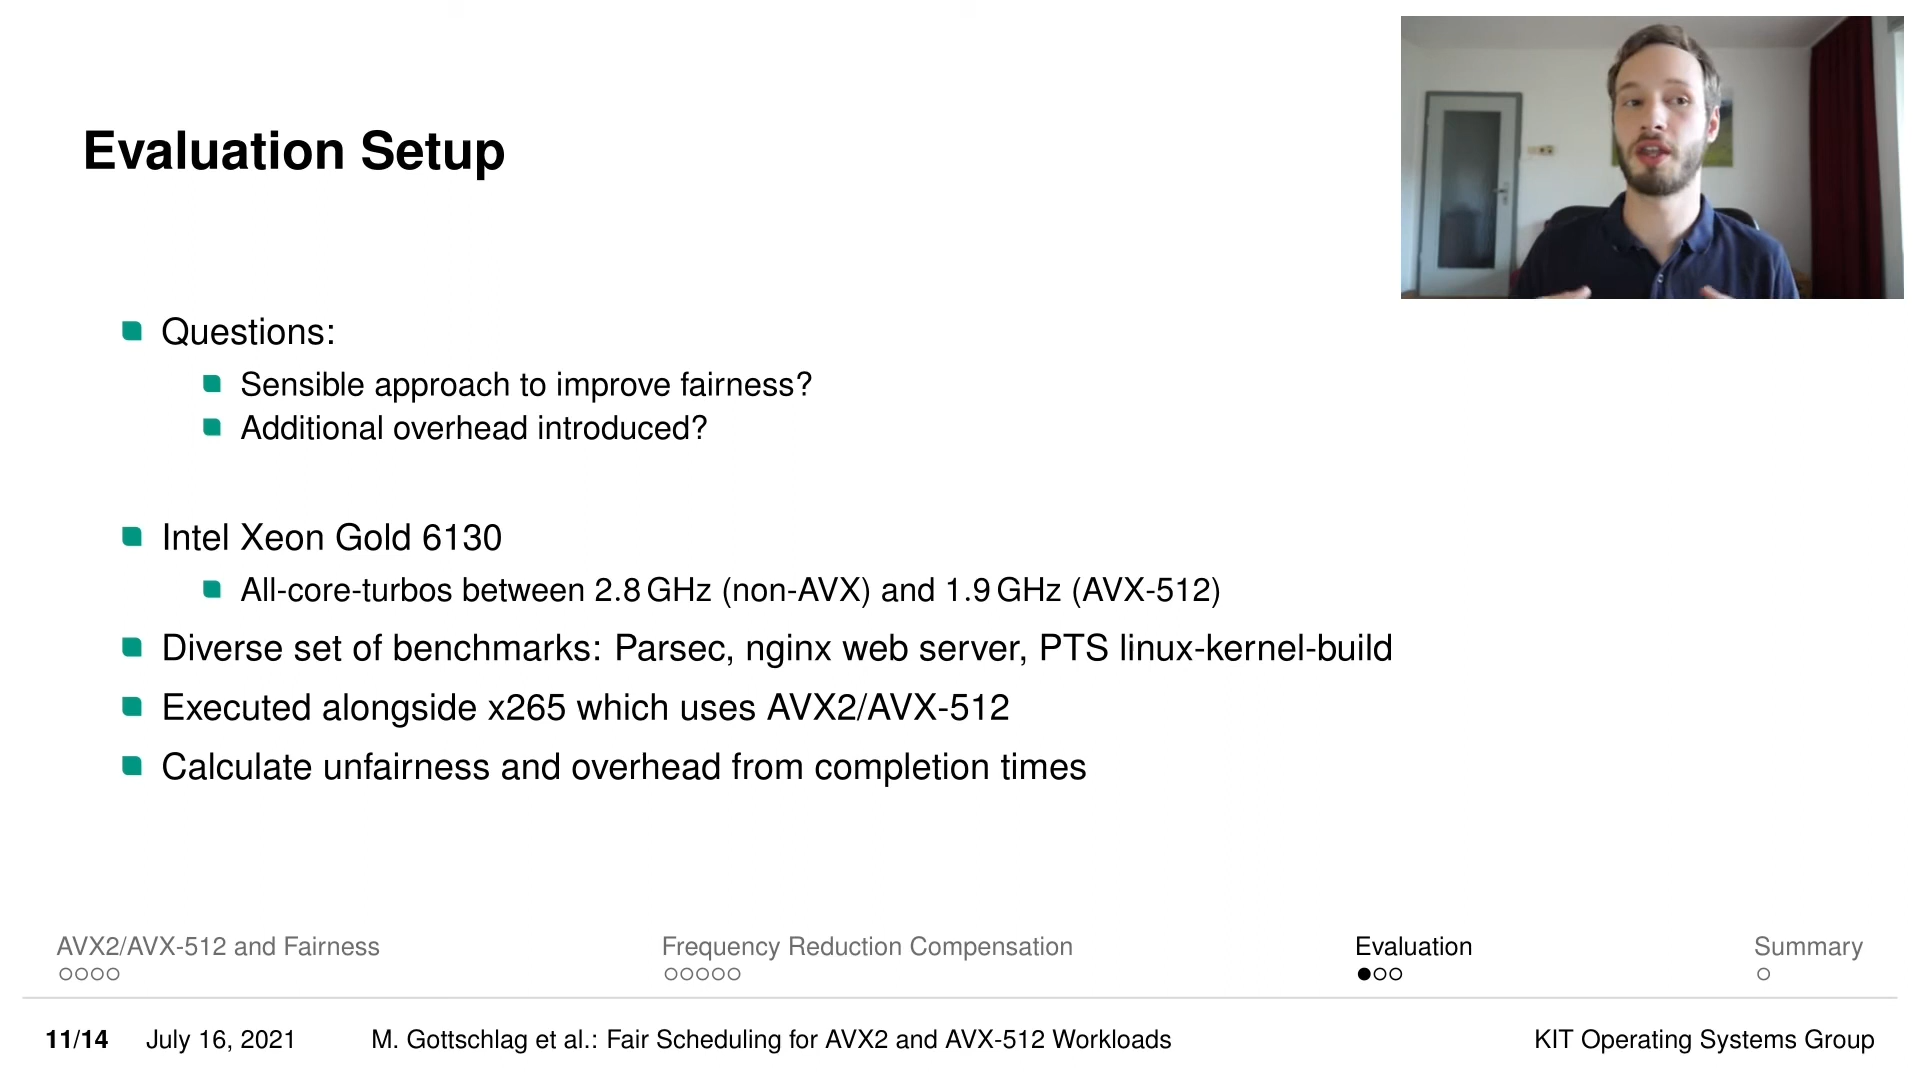 Evaluation Setup
Questions:
Sensible approach to improve fairness?
Additional overhead introduced?
Intel Xeon Gold 6130
All-core-turbos between 2.8 GHz (non-AVX) and 1.9 GHz (AVX-512)
Diverse set of benchmarks: Parsec, nginx web server, PTS linux-kernel-build
Executed alongside x265 which uses AVX2/AVX-512
Calculate unfairness and overhead from completion times
AVX2/AVX-512 and Fairness
Frequency Reduction Compensation
Evaluation
Summary
11/14 July 16, 2021 M. Gottschlag et al.: Fair Scheduling for AVX2 and AVX-512 Workloads KIT Operating Systems Group